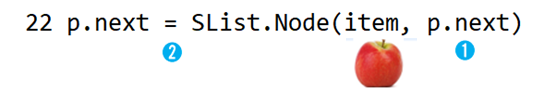 22 p.next = SList.Node(item, p.next)
2 1